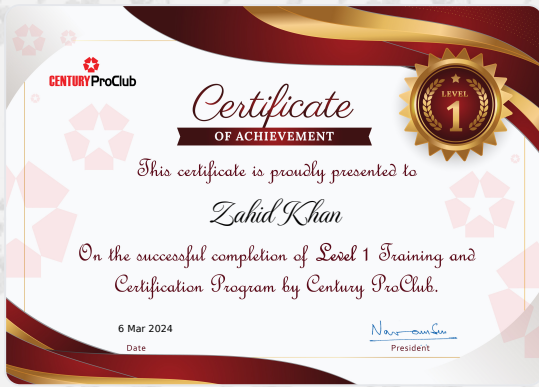 CENTURY ProClub
LEVEL
1
Certificate
OF ACHIEVEMENT
This certificate is proudly presented to
Zahid Khan
On the successful completion of Level 1 Training and
Certification Program by Century ProClub.
6 Mar 2024
Date
President